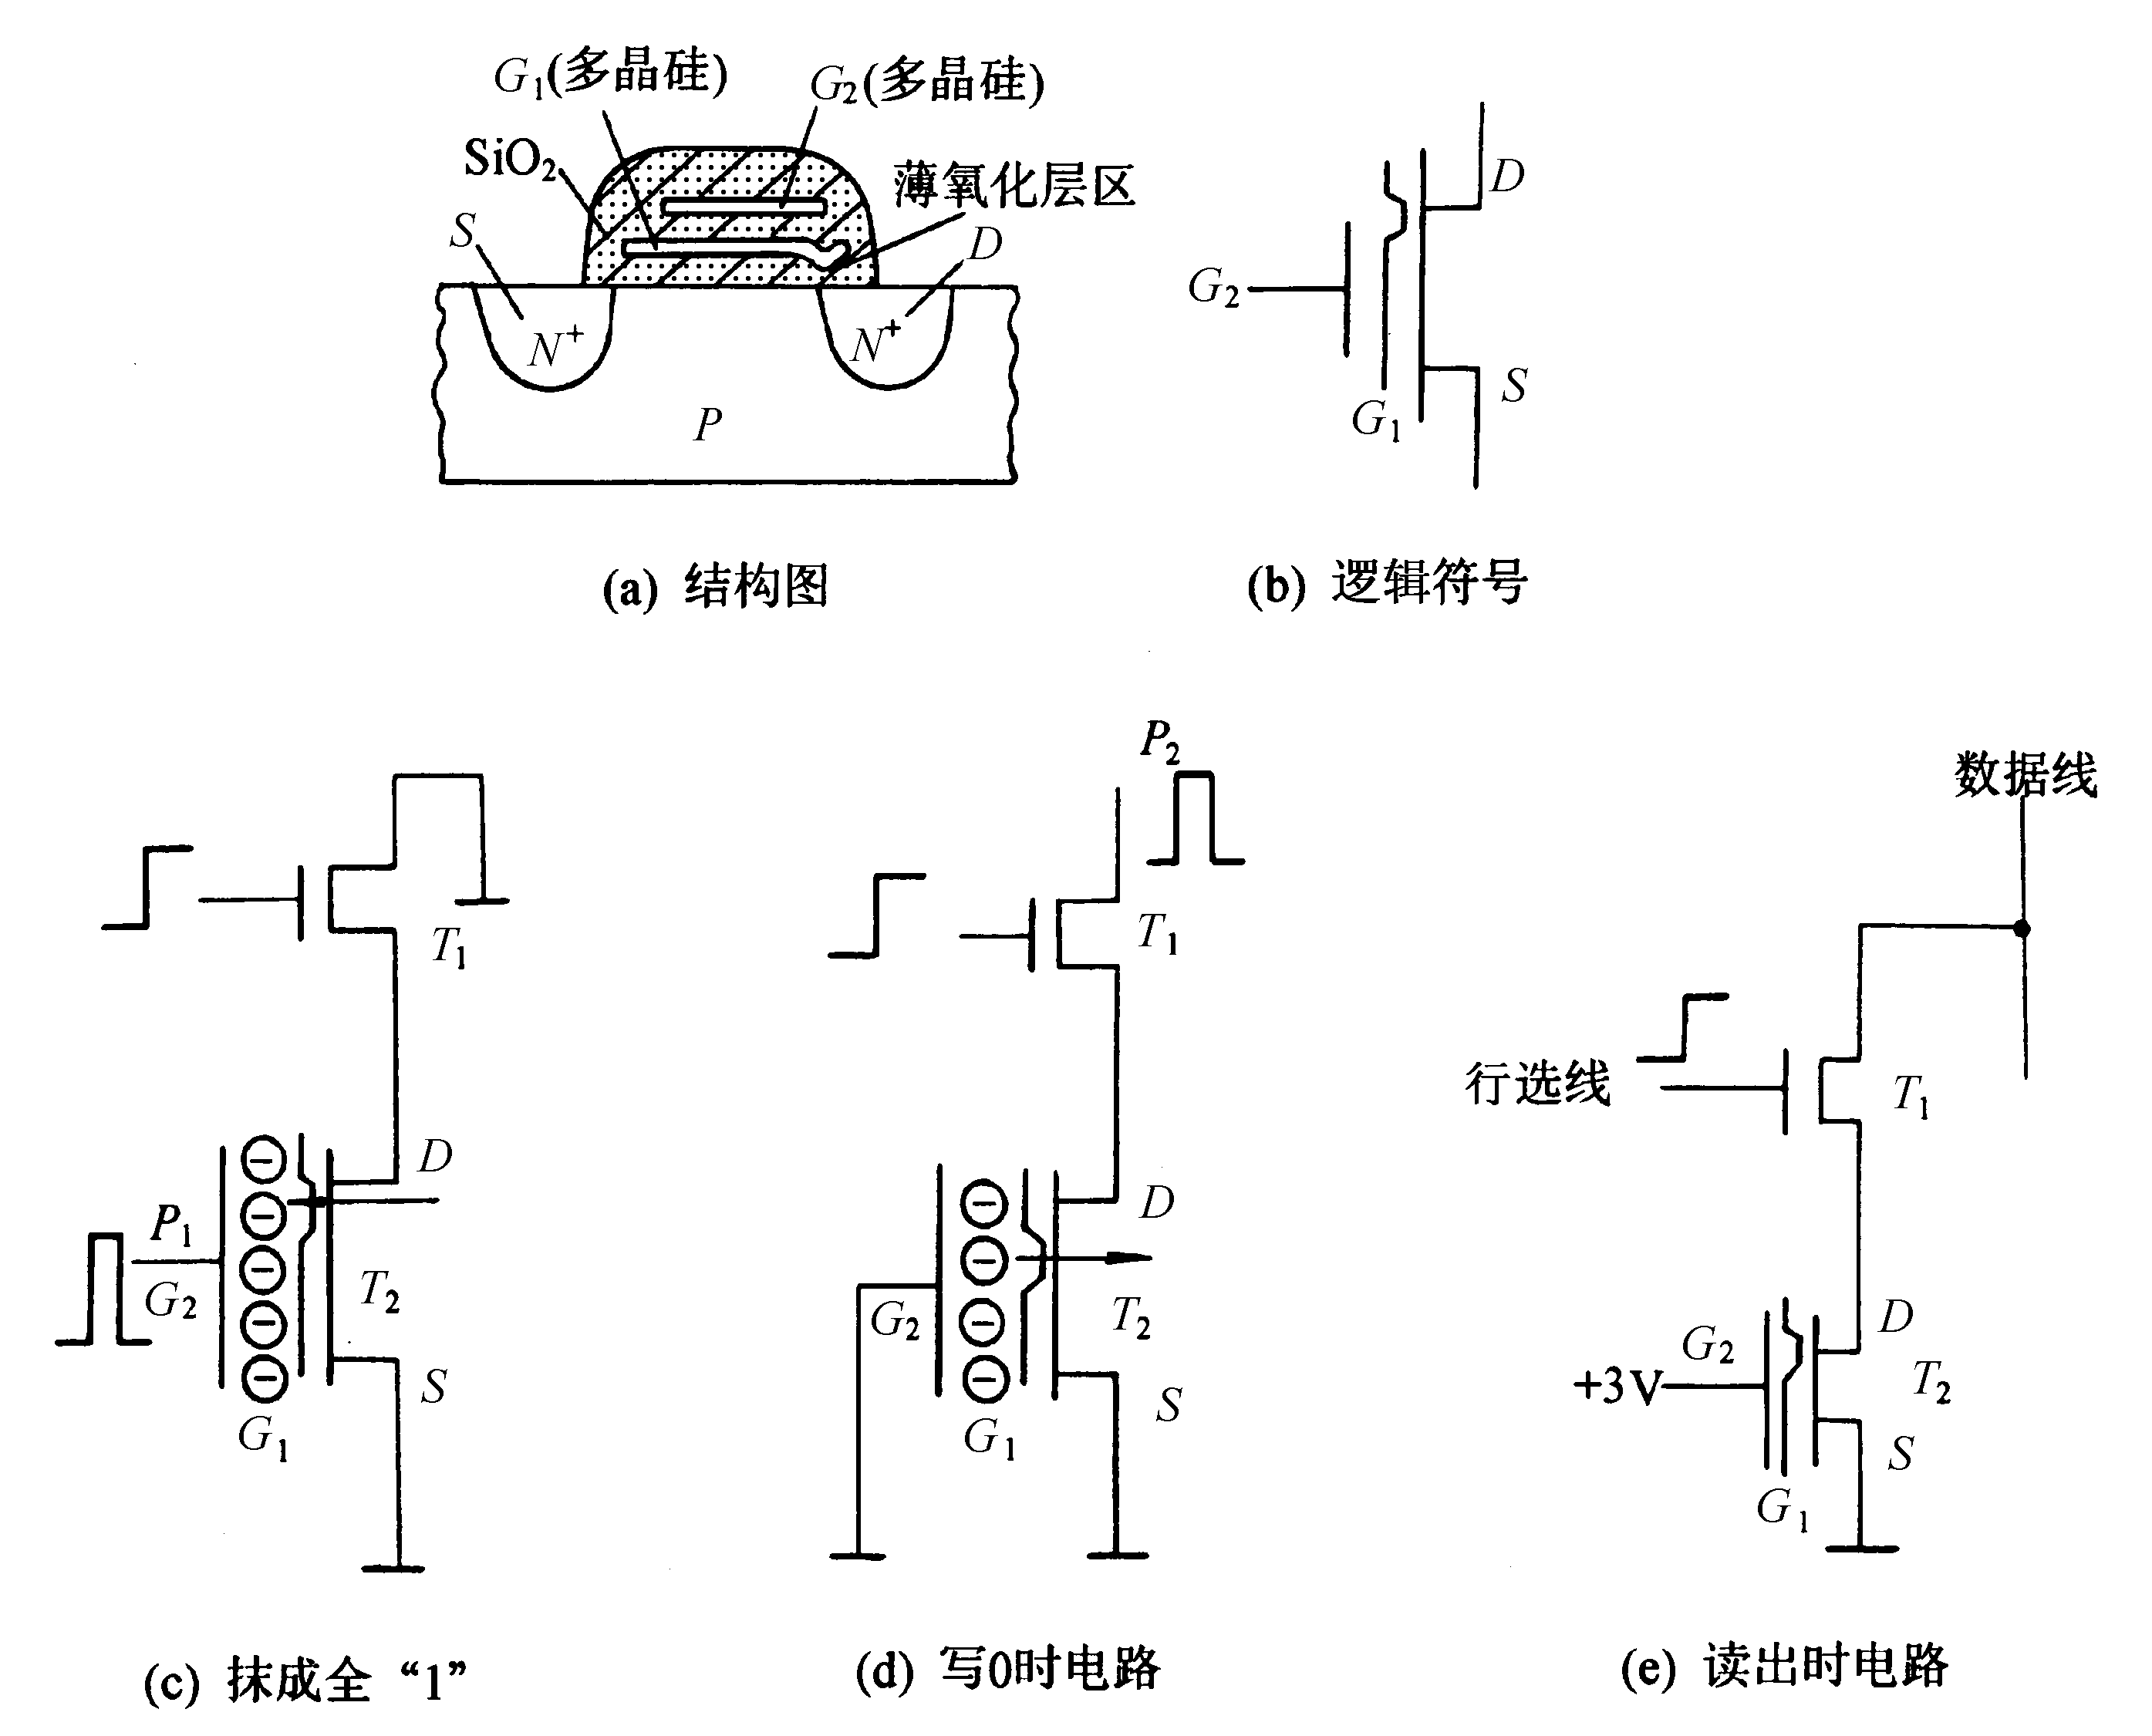 G1(多晶硅)
G2(多晶硅)
SiO2
薄氧化层区
S
D
N+
N+
P
(a) 结构图
D
G2
S
G1
(b) 逻辑符号
T1
D
P1
G2
T2
S
G1
(c) 抹成全“1”
P2
T1
D
G2
T2
S
G1
(d) 写0时电路
数据线
行选线
T1
D
G2
+3V
T2
S
G1
(e) 读出时电路